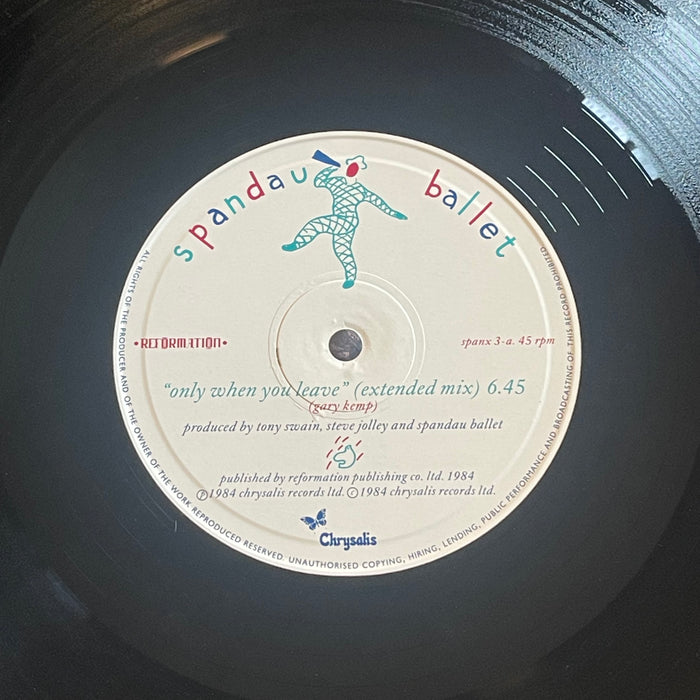 spandau ballet
•REFORMATION•
spanx 3-a. 45 rpm
“only when you leave” (extended mix) 6.45
(gary kemp)
produced by tony swain, steve jolley and spandau ballet
published by reformation publishing co. ltd. 1984
Ⓟ1984 chrysalis records ltd. ©1984 chrysalis records ltd.
Chrysalis
ALL RIGHTS OF THE PRODUCER AND OF THE OWNER OF THE WORK REPRODUCED RESERVED UNAUTHORISED COPYING, HIRING, LENDING, PUBLIC PERFORMANCE AND BROADCASTING OF THIS RECORD PROHIBITED